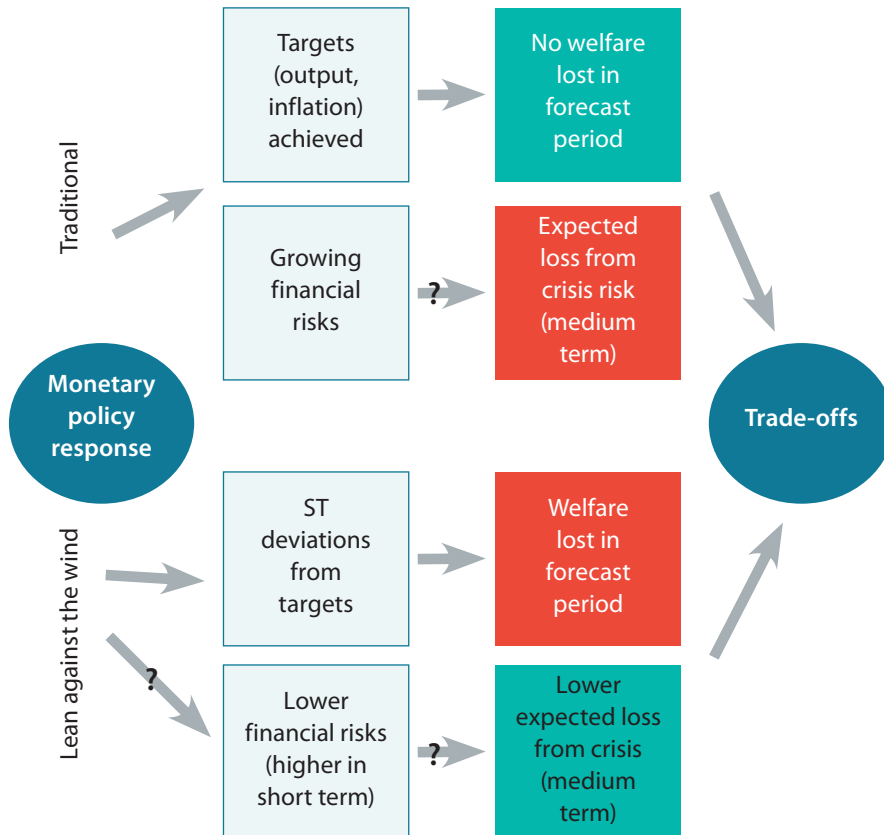 Traditional
Targets
(output,
inflation)
achieved
No welfare
lost in
forecast
period
Growing
financial
risks
?
Expected
loss from
crisis risk
(medium
term)
Monetary
policy
response
Trade-offs
Lean against the wind
ST
deviations
from
targets
Welfare
lost in
forecast
period
?
Lower
financial risks
(higher in
short term)
?
Lower
expected loss
from crisis
(medium
term)